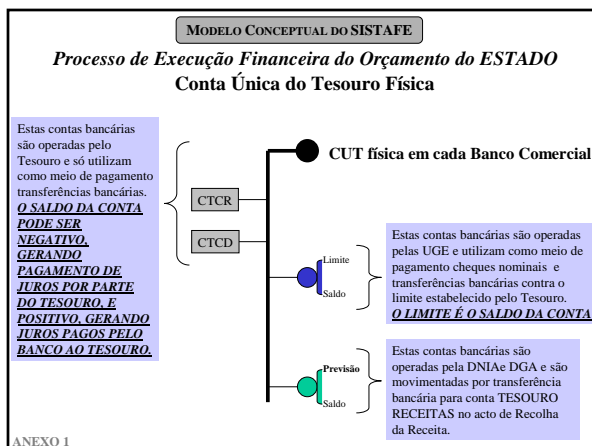 MODELO CONCEPTUAL DO SISTAFE
Processo de Execução Financeira do Orçamento do ESTADO
Conta Única do Tesouro Física
Estas contas bancárias
são operadas pelo
Tesouro e só utilizam
como meio de pagamento
transferências bancárias.
O SALDO DA CONTA
PODE SER
NEGATIVO,
GERANDO
PAGAMENTO DE
JUROS POR PARTE
DO TESOURO, E
POSITIVO, GERANDO
JUROS PAGOS PELO
BANCO AO TESOURO.
CUT física em cada Banco Comercial
CTCR
CTCD
Limite
Saldo
Estas contas bancárias são operadas
pelas UGE e utilizam como meio de
pagamento cheques nominais e
transferências bancárias contra o
limite estabelecido pelo Tesouro.
O LIMITE É O SALDO DA CONTA
Previsão
Saldo
Estas contas bancárias são
operadas pela DNIAe DGA e são
movimentadas por transferência
bancária para conta TESOURO
RECEITAS no acto de Recolha
da Receita.
ANEXO 1